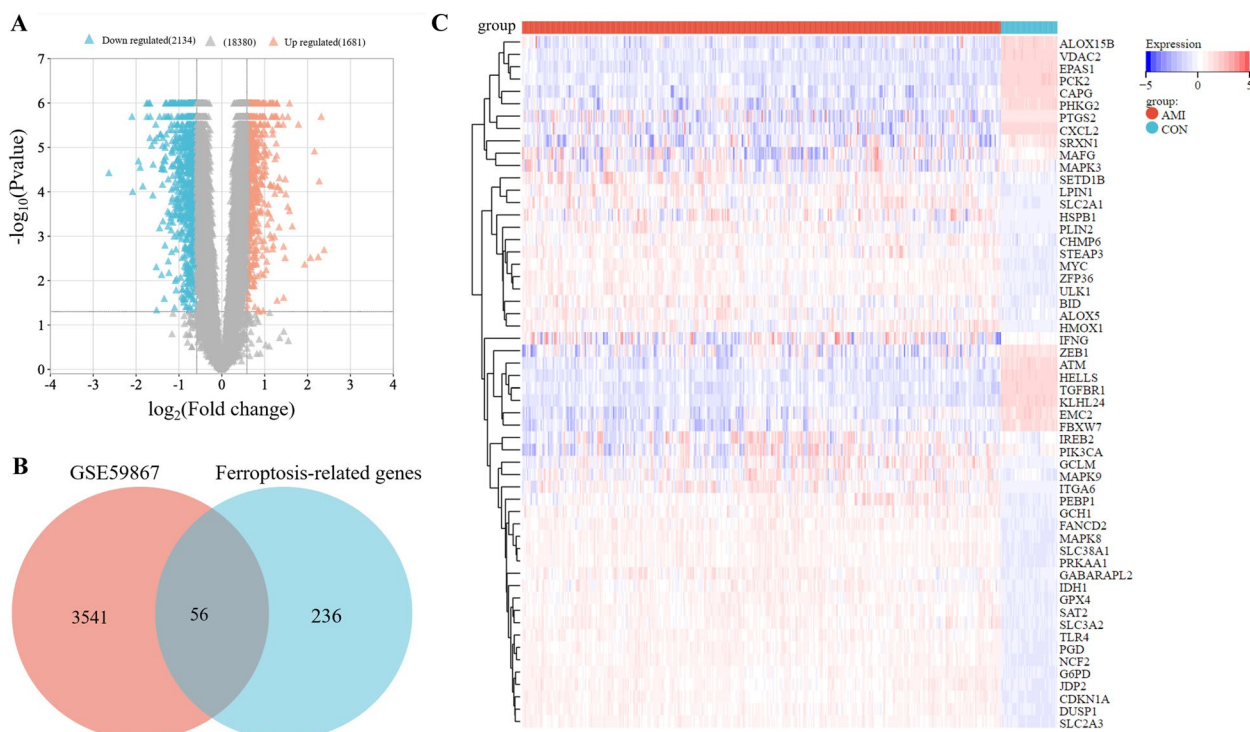 A
Down regulated(2134)
(18380)
Up regulated(1681)
7
6
5
4
3
2
1
0
-log10(Pvalue)
-4
-3
-2
-1
0
1
2
3
4
log2(Fold change)
B
GSE59867
Ferroptosis-related genes
3541
56
236
C
group
ALOX15B
VDAC2
EPAS1
PCK2
CAPG
PHKG2
PTGS2
CXCL2
SRXN1
MAFG
MAPK3
SETD1B
LPIN1
SLC2A1
HSPB1
PLIN2
CHMP6
STEAP3
MYC
ZFP36
ULK1
BID
ALOX5
HMOX1
IFNG
ZEB1
ATM
HELLS
TGFBR1
KLHL24
EMC2
FBXW7
IREB2
PIK3CA
GCLM
MAPK9
ITGA6
PEBP1
GCH1
FANCD2
MAPK8
SLC38A1
PRKAA1
GABARAPL2
IDH1
GPX4
SAT2
SLC3A2
TLR4
PGD
NCF2
G6PD
JDP2
CDKN1A
DUSP1
SLC2A3
Expression
−5
0
5
group:
AMI
CON